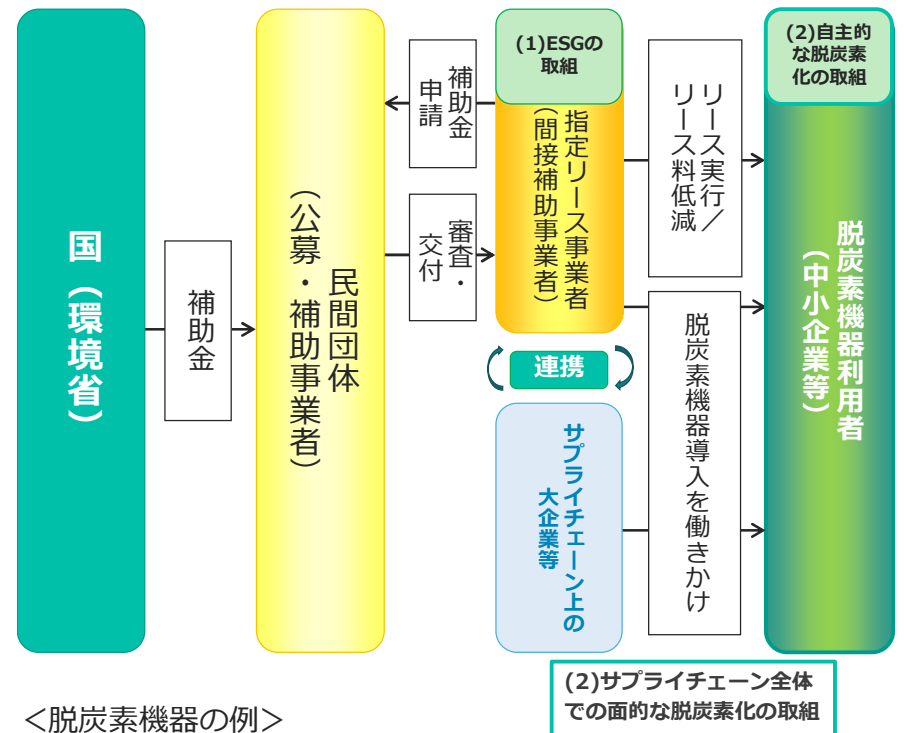 国（環境省）
補助金
民間団体
（公募・補助事業者）
補助金
申請
審査・
交付
(1)ESGの
取組
指定リース事業者
（間接補助事業者）
連携
サプライチェーン上の
大企業等
リース実行／
リース料低減
脱炭素機器導入を働きかけ
(2)自主的
な脱炭素
化の取組
脱炭素機器利用者
（中小企業等）
(2)サプライチェーン全体
での面的な脱炭素化の取組
＜脱炭素機器の例＞